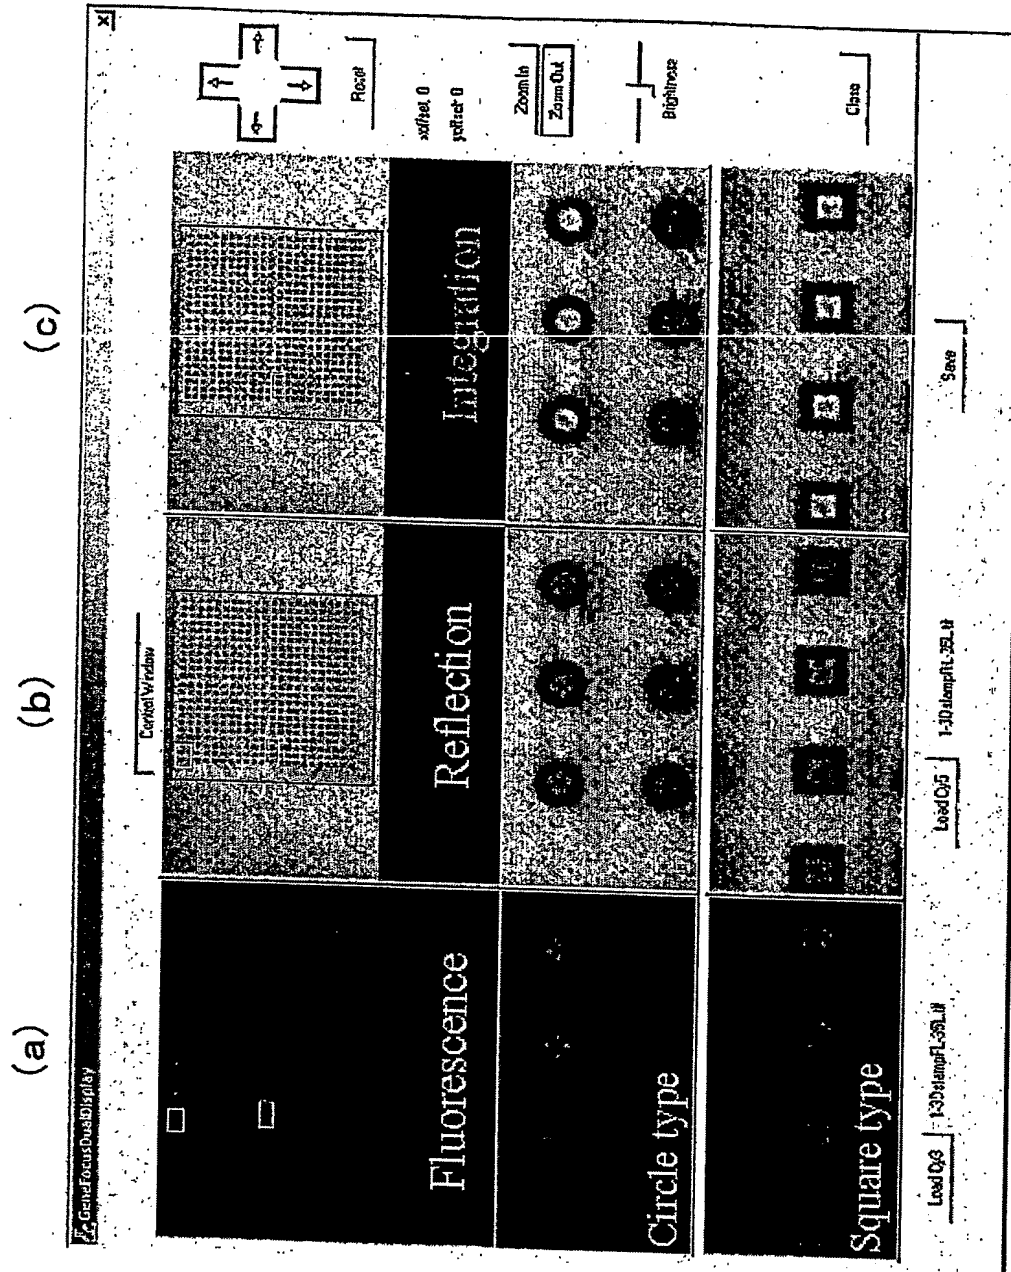 (a)
(b)
(c)
GeneFocusDualDisplay
x
Control Window
Reset
xoffset 0
yoffset 0
Zoom In
Zoom Out
Brightness
Close
Fluorescence
Reflection
Integration
Circle type
Square type
Load Cy3
Load Cy5
Save